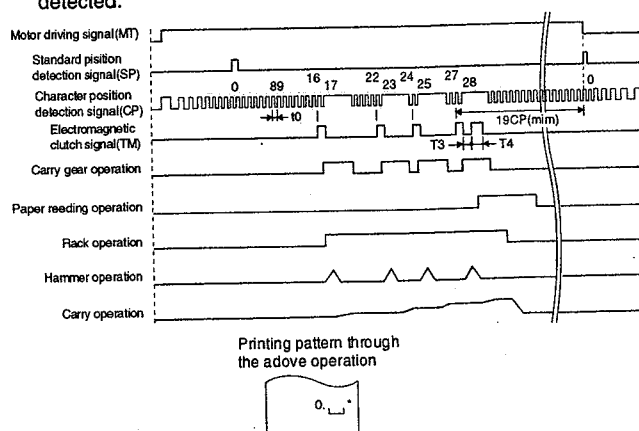 detected.
Motor driving signal(MT)
Standard pisition
detection signal(SP)
0 89 16 17 22 23 24 25 27 28 0
Character position
detection signal(CP)
t0
19CP(mim)
Electromagnetic
clutch signal(TM)
T3 T4
Carry gear operation
Paper reeding operation
Rack operation
Hammer operation
Carry operation
Printing pattern through
the adove operation
0.
*